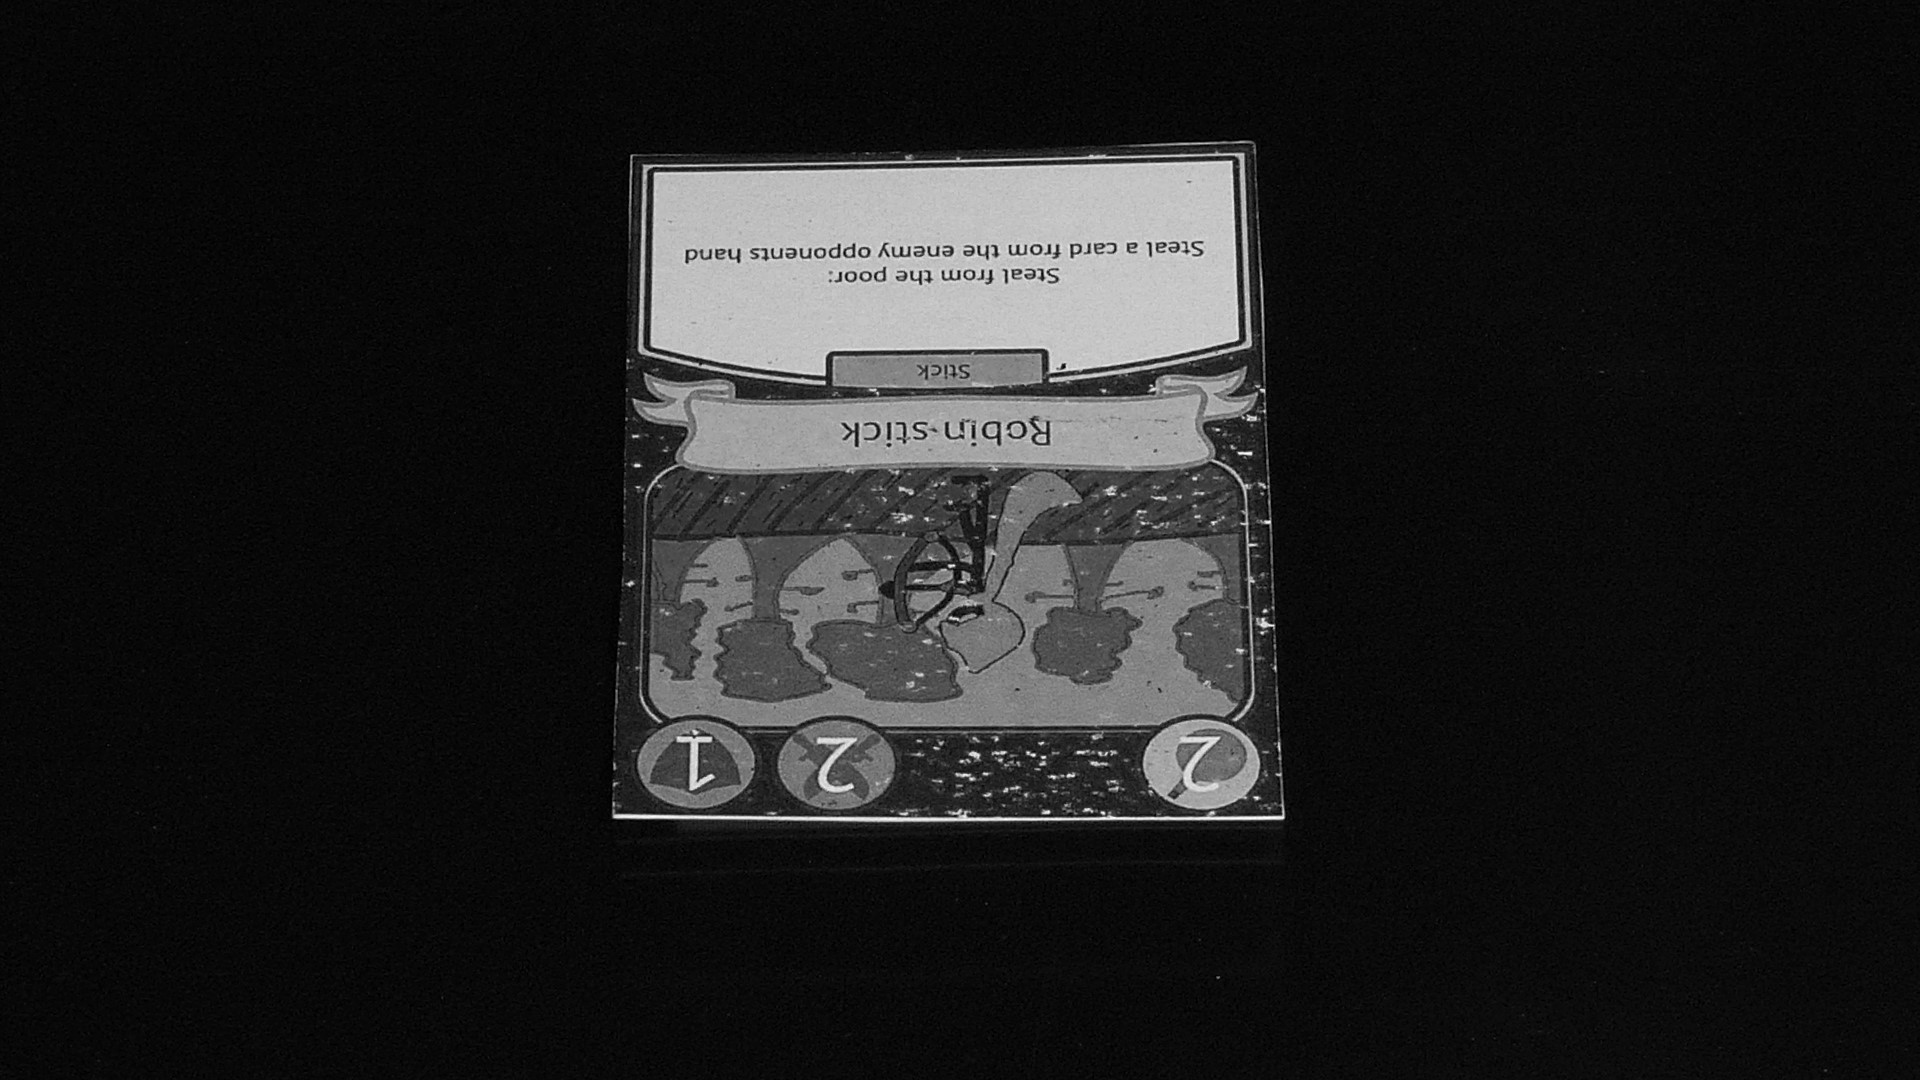 2 2 1
Robin-stick
Stick
Steal from the poor:
Steal a card from the enemy opponents hand